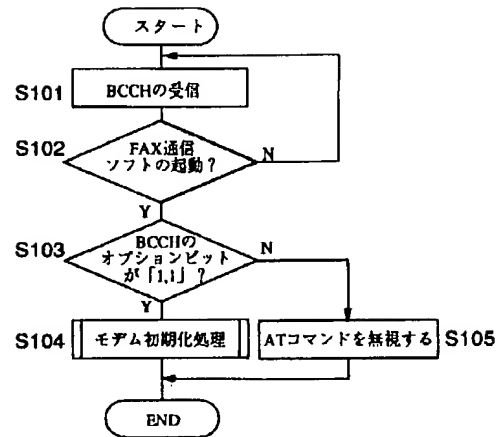 スタート
S101
BCCHの受信
S102
FAX通信
ソフトの起動?
N
Y
S103
BCCHの
オプションビット
が「1,1」?
N
Y
S104
モデム初期化処理
ATコマンドを無視する
S105
END